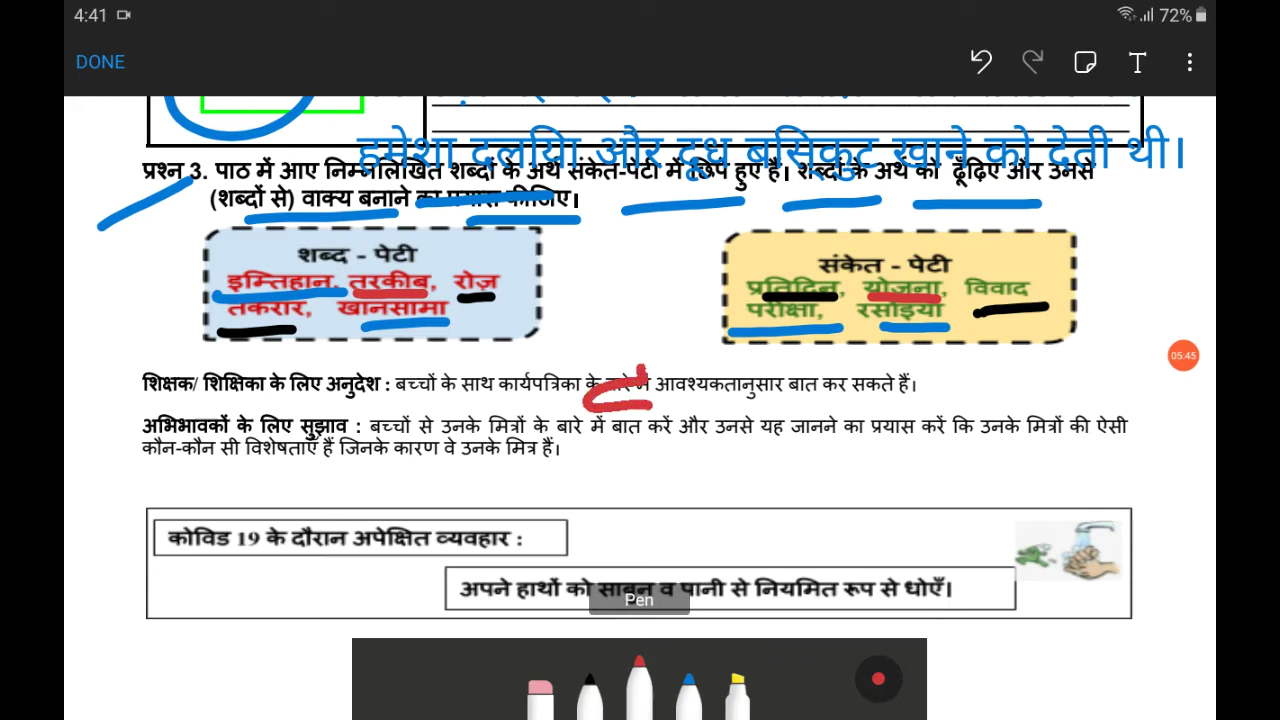 4:41
72%
DONE
हमेशा दलिया और दूध बिस्कुट खाने को देती थी।
प्रश्न 3. पाठ में आए निम्नलिखित शब्दों के अर्थ संकेत-पेटी में छिपे हुए हैं। शब्दों के अर्थ को ढूँढ़िए और उनसे
(शब्दों से) वाक्य बनाने का प्रयास कीजिए।
शब्द - पेटी
इम्तिहान, तरकीब, रोज़
तकरार, खानसामा
संकेत - पेटी
प्रतिदिन, योजना, विवाद
परीक्षा, रसोइया
05:45
शिक्षक/ शिक्षिका के लिए अनुदेश : बच्चों के साथ कार्यपत्रिका के बारे में आवश्यकतानुसार बात कर सकते हैं।
अभिभावकों के लिए सुझाव : बच्चों से उनके मित्रों के बारे में बात करें और उनसे यह जानने का प्रयास करें कि उनके मित्रों की ऐसी
कौन-कौन सी विशेषताएँ हैं जिनके कारण वे उनके मित्र हैं।
कोविड 19 के दौरान अपेक्षित व्यवहार :
अपने हाथों को साबुन व पानी से नियमित रूप से धोएँ।
Pen